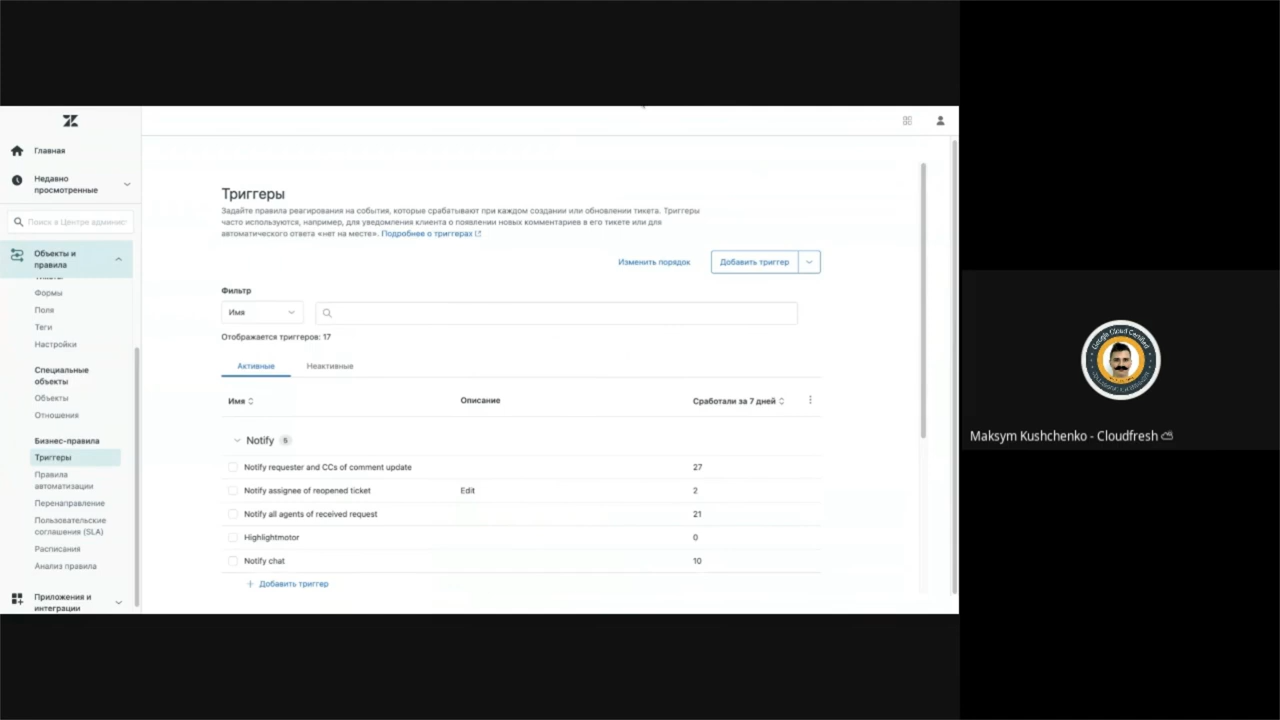 Главная
Недавно
просмотренные
Поиск в Центре админист
Объекты и
правила
Формы
Поля
Теги
Настройки
Специальные
объекты
Объекты
Отношения
Бизнес-правила
Триггеры
Правила
автоматизации
Перенаправление
Пользовательские
соглашения (SLA)
Расписания
Анализ правила
Приложения и
интеграции
Триггеры
Задайте правила реагирования на события, которые срабатывают при каждом создании или обновлении тикета. Триггеры
часто используются, например, для уведомления клиента о появлении новых комментариев в его тикете или для
автоматического ответа «нет на месте». Подробнее о триггерах
Изменить порядок
Добавить триггер
Фильтр
Имя
Отображается триггеров: 17
Активные Неактивные
Имя Описание Сработали за 7 дней
Notify 5
Notify requester and CCs of comment update 27
Notify assignee of reopened ticket Edit 2
Notify all agents of received request 21
Highlightmotor 0
Notify chat 10
+ Добавить триггер
Google Cloud Certified
Maksym Kushchenko - Cloudfresh